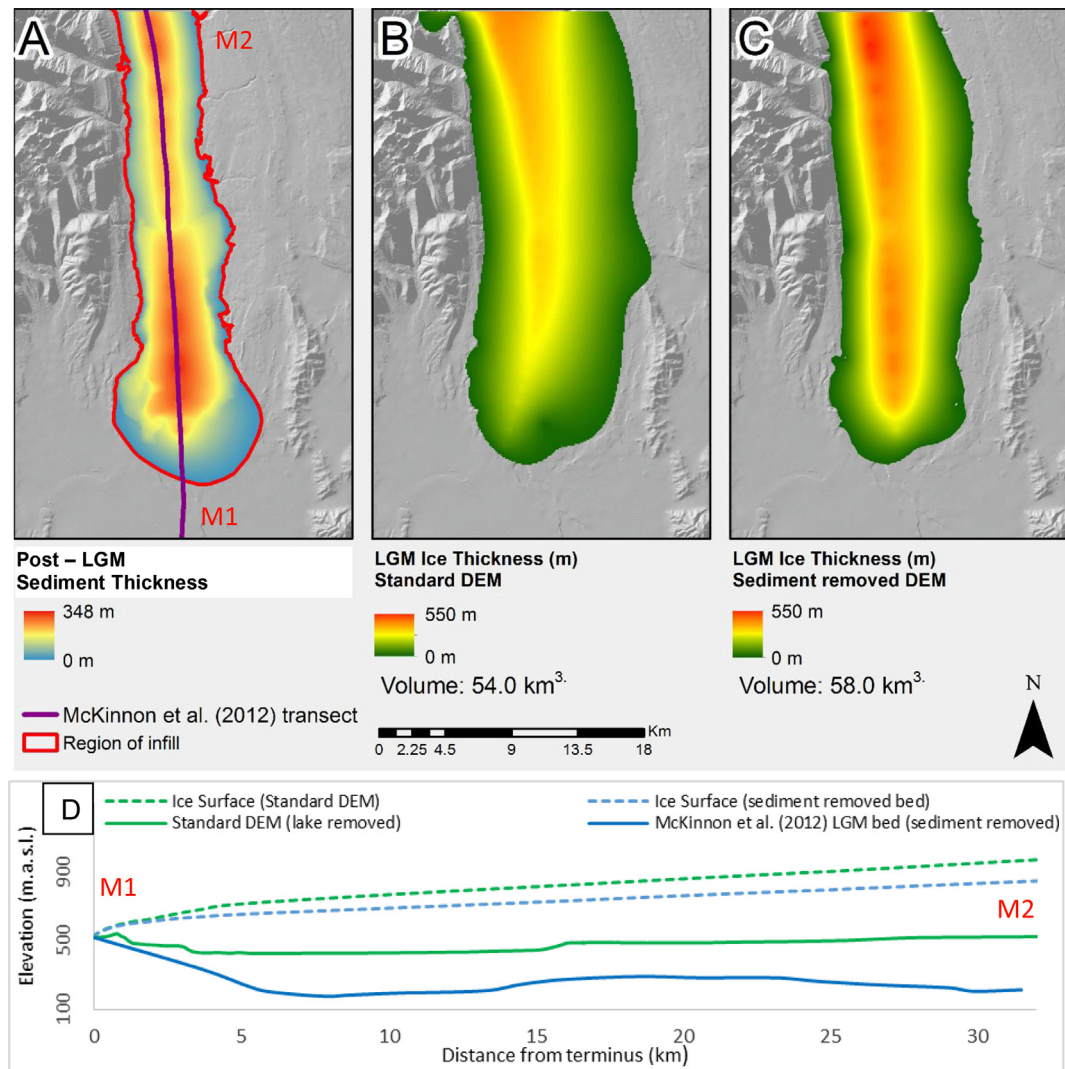 A
M2
M1
B
C
Post – LGM
Sediment Thickness
348 m
0 m
McKinnon et al. (2012) transect
Region of infill
LGM Ice Thickness (m)
Standard DEM
550 m
0 m
Volume: 54.0 km³.
0 2.25 4.5 9 13.5 18
Km
LGM Ice Thickness (m)
Sediment removed DEM
550 m
0 m
Volume: 58.0 km³.
N
D
Ice Surface (Standard DEM)
Ice Surface (sediment removed bed)
Standard DEM (lake removed)
McKinnon et al. (2012) LGM bed (sediment removed)
Elevation (m.a.s.l.)
900
500
100
M1
M2
0 5 10 15 20 25 30
Distance from terminus (km)